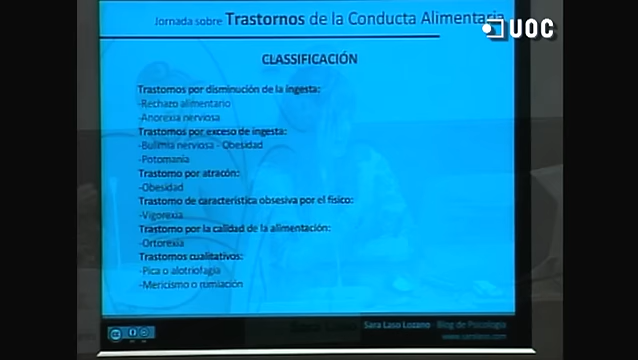 Jornada sobre Trastornos de la Conducta Alimentaria
UOC
CLASSIFICACIÓN
Trastornos por disminución de la ingesta:
-Rechazo alimentario
-Anorexia nerviosa
Trastornos por exceso de ingesta:
-Bulimia nerviosa - Obesidad
-Potomanía
Trastorno por atracón:
-Obesidad
Trastorno de característica obsesiva por el físico:
-Vigorexia
Trastorno por la calidad de la alimentación:
-Ortorexia
Trastornos cualitativos:
-Pica o alotriofagia
-Mericismo o rumiación
Sara Laso Lozano - Blog de Psicología